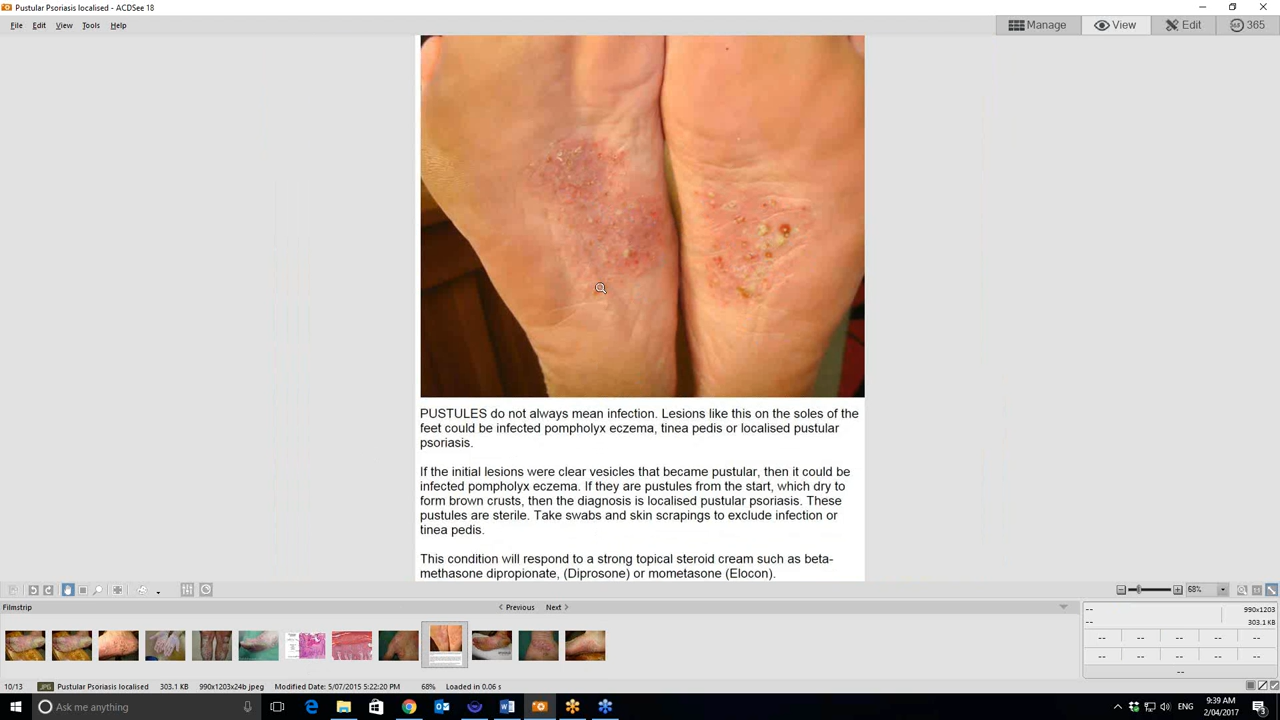 Pustular Psoriasis localised - ACDSee 18
File Edit View Tools Help
Manage View Edit 365
PUSTULES do not always mean infection. Lesions like this on the soles of the
feet could be infected pompholyx eczema, tinea pedis or localised pustular
psoriasis.
If the initial lesions were clear vesicles that became pustular, then it could be
infected pompholyx eczema. If they are pustules from the start, which dry to
form brown crusts, then the diagnosis is localised pustular psoriasis. These
pustules are sterile. Take swabs and skin scrapings to exclude infection or
tinea pedis.
This condition will respond to a strong topical steroid cream such as beta-
methasone dipropionate, (Diprosone) or mometasone (Elocon).
68%
Filmstrip
Previous Next
-- 990x1203
-- 303.1 KB
-- -- -- --
-- -- -- --
--
10/13 JPG Pustular Psoriasis localised 303.1 KB 990x1203x24b jpeg Modified Date: 5/07/2015 5:22:20 PM 68% Loaded in 0.06 s
Ask me anything
ENG
9:39 AM
2/04/2017